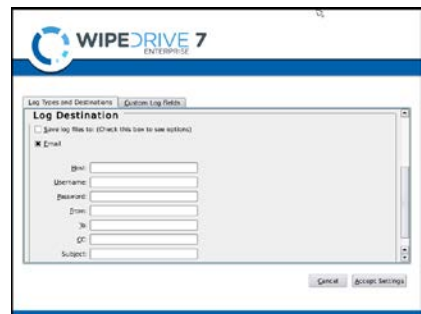 WIPEDRIVE 7
ENTERPRISE
Log Types and Destinations
Custom Log Fields
Log Destination
Save log files to: (Check this box to see options)
Email
Host:
Username:
Password:
From:
To:
CC:
Subject:
Cancel
Accept Settings